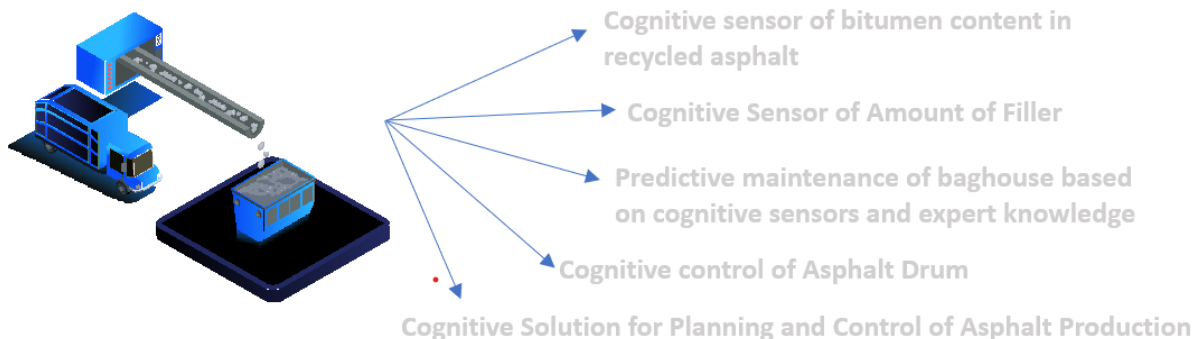 Cognitive sensor of bitumen content in
recycled asphalt
Cognitive Sensor of Amount of Filler
Predictive maintenance of baghouse based
on cognitive sensors and expert knowledge
Cognitive control of Asphalt Drum
Cognitive Solution for Planning and Control of Asphalt Production